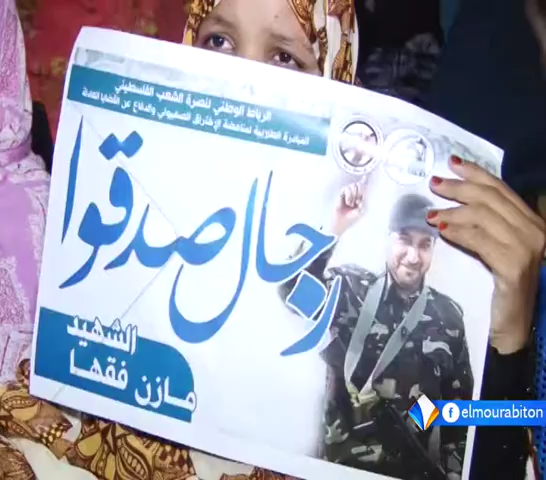 الرباط الوطني لنصرة الشعب الفلسطيني
المبادرة الطلابية لمناهضة الإختراق الصهيوني والدفاع عن القضايا العادلة
رجال صدقوا
الشهيد
مازن فقها
elmourabiton